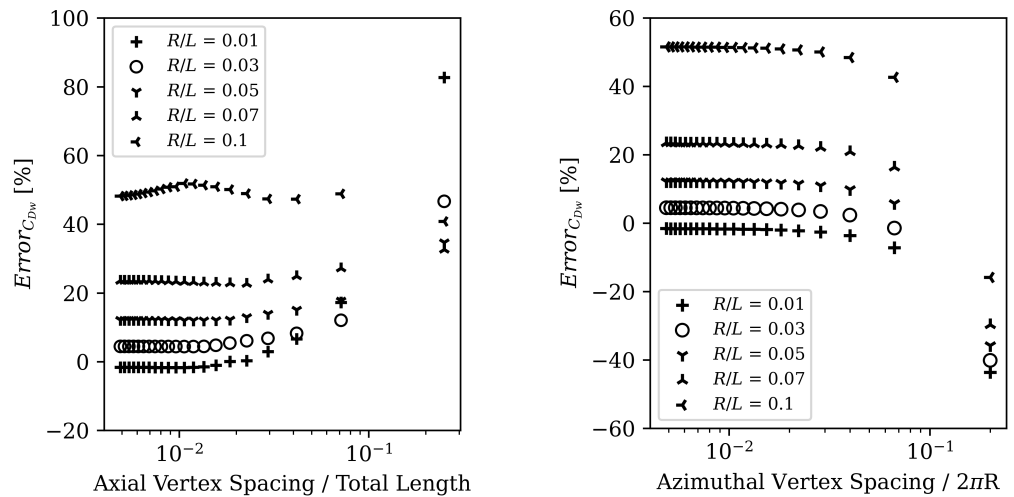 100
80
60
40
20
0
−20
Error_{C_{Dw}} [%]
R/L = 0.01
R/L = 0.03
R/L = 0.05
R/L = 0.07
R/L = 0.1
10^{−2}
10^{−1}
Axial Vertex Spacing / Total Length
60
40
20
0
−20
−40
−60
Error_{C_{Dw}} [%]
R/L = 0.01
R/L = 0.03
R/L = 0.05
R/L = 0.07
R/L = 0.1
10^{−2}
10^{−1}
Azimuthal Vertex Spacing / 2πR